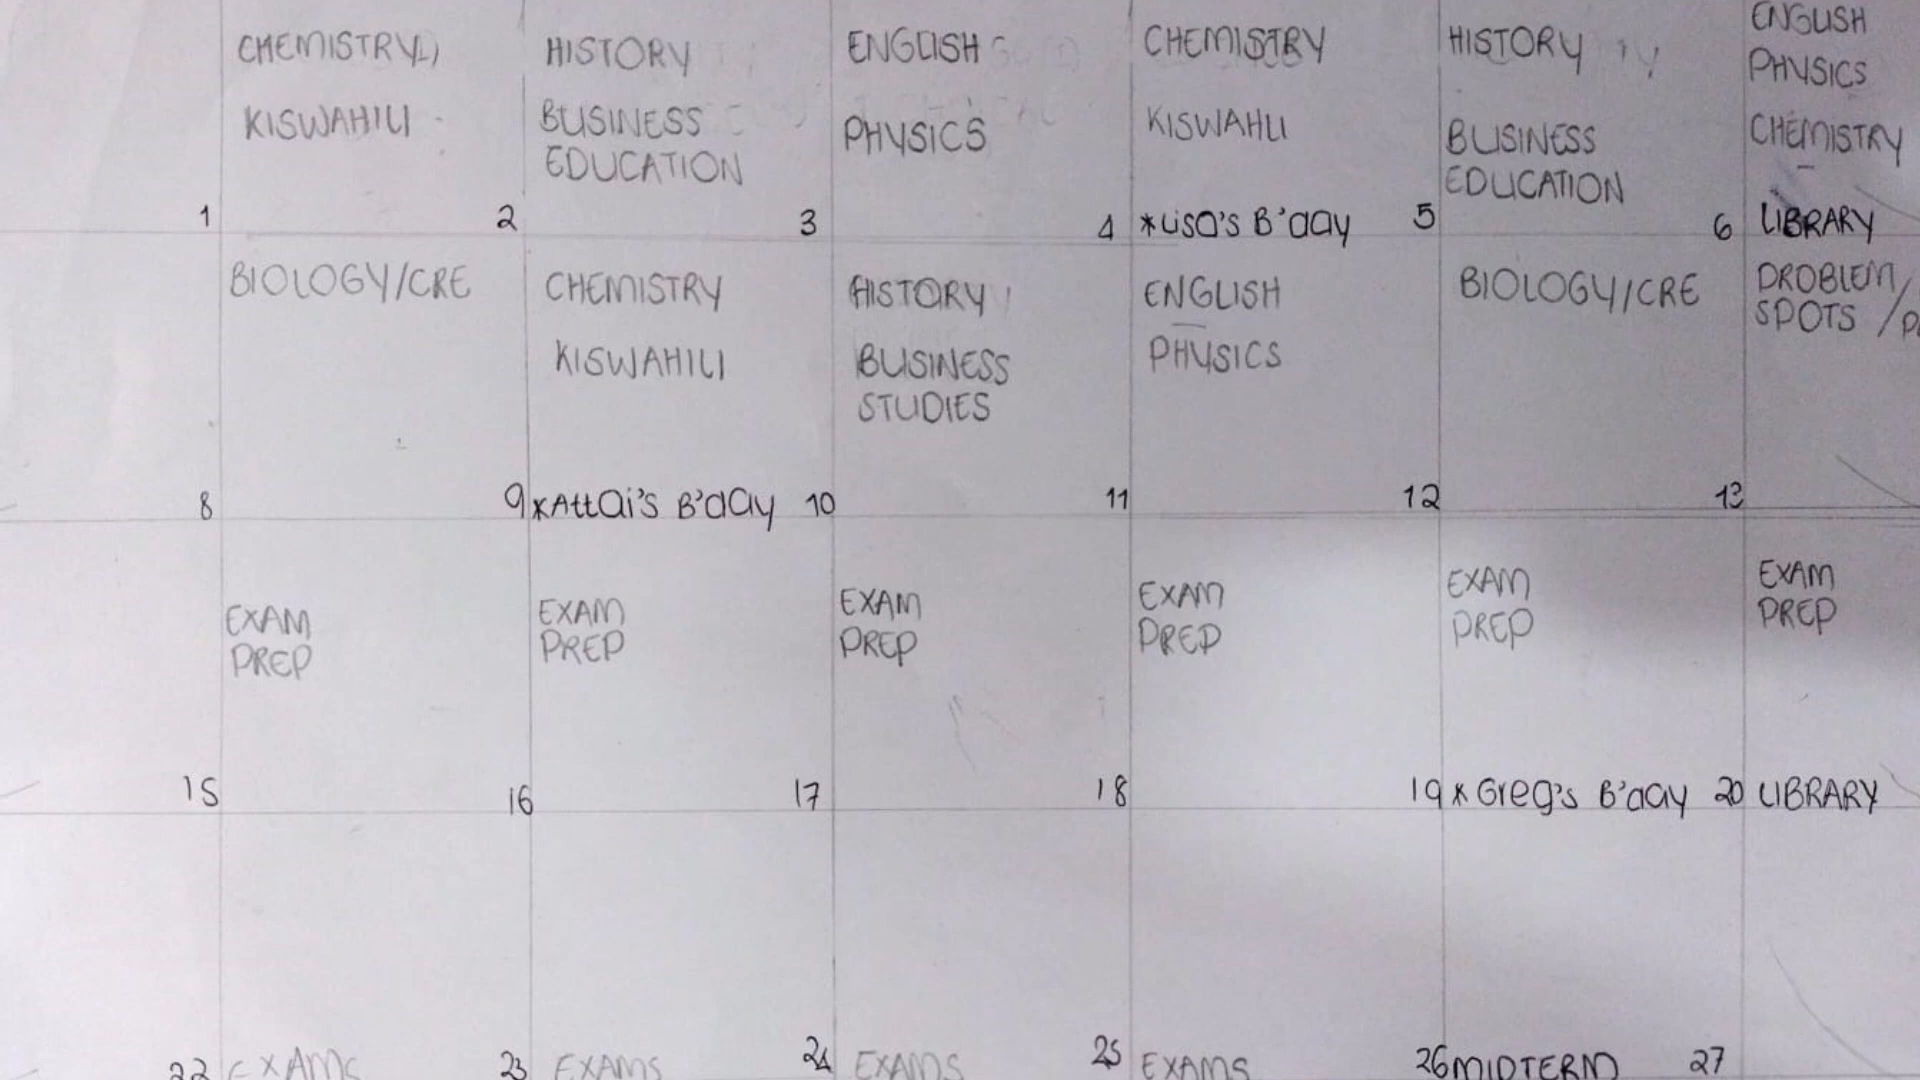 CHEMISTRY
HISTORY
ENGLISH
CHEMISTRY
HISTORY
ENGLISH
PHYSICS
KISWAHILI
BUSINESS
EDUCATION
PHYSICS
KISWAHLI
BUSINESS
EDUCATION
CHEMISTRY
1
2
3
4
*Lisa's B'day
5
6
LIBRARY
BIOLOGY/CRE
CHEMISTRY
KISWAHILI
HISTORY
BUSINESS
STUDIES
ENGLISH
PHYSICS
BIOLOGY/CRE
PROBLEM
SPOTS /
8
9
*Attai's B'day
10
11
12
13
EXAM
PREP
EXAM
PREP
EXAM
PREP
EXAM
PREP
EXAM
PREP
EXAM
PREP
15
16
17
18
19
*Greg's B'day
20
LIBRARY
22
EXAMS
23
EXAMS
24
EXAMS
25
EXAMS
26
MIDTERM
27